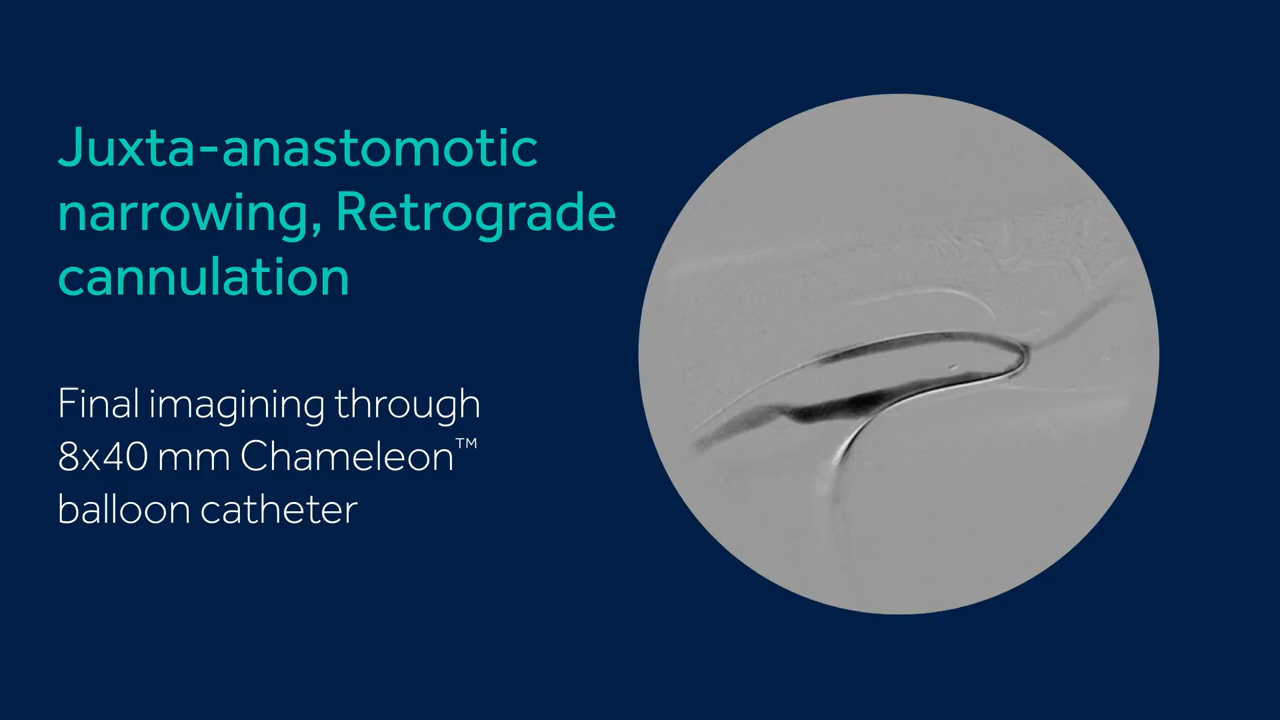 Juxta-anastomotic
narrowing, Retrograde
cannulation
Final imagining through
8x40 mm Chameleon™
balloon catheter